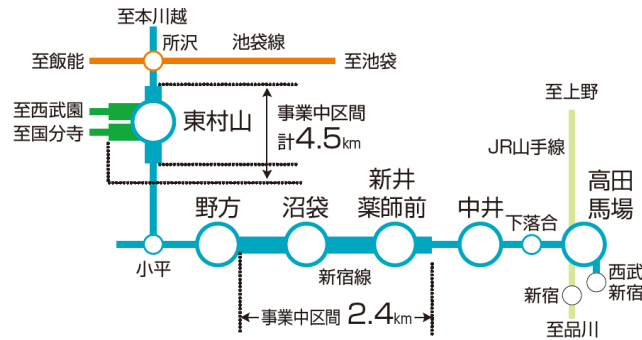 至本川越
所沢
池袋線
至飯能
至池袋
至西武園
至国分寺
東村山
事業中区間
計4.5km
至上野
JR山手線
高田
馬場
新井
薬師前
野方
沼袋
中井
下落合
小平
新宿線
西武
新宿
新宿
事業中区間 2.4km
至品川